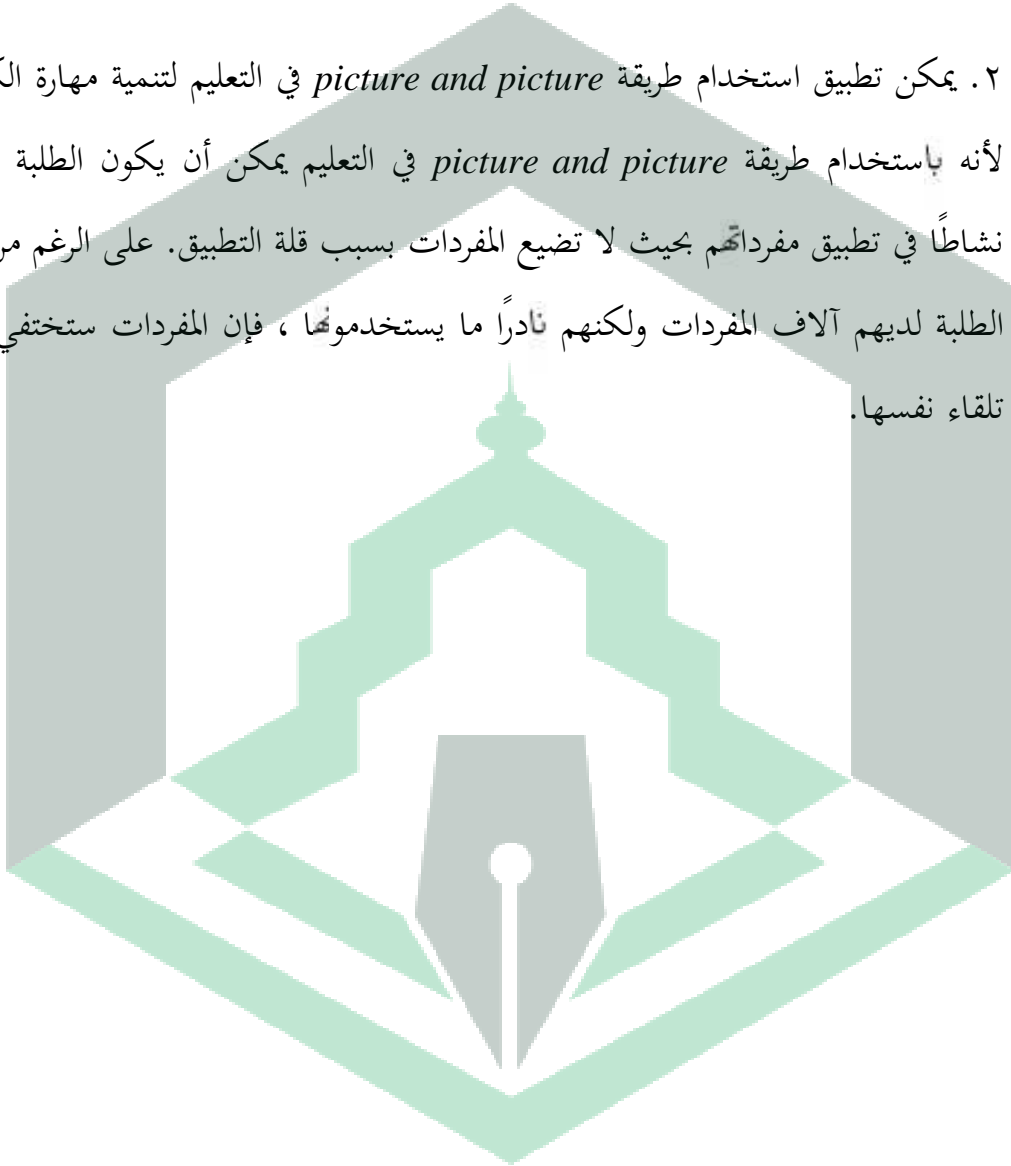 ٢. يمكن تطبيق استخدام طريقة picture and picture في التعليم لتنمية مهارة
لأنه باستخدام طريقة picture and picture في التعليم يمكن أن يكون الطلبة
نشاطًا في تطبيق مفرداتهم بحيث لا تضيع المفردات بسبب قلة التطبيق. على الرغم
الطلبة لديهم آلاف المفردات ولكنهم نادرًا ما يستخدمونها ، فإن المفردات ستختفي
تلقاء نفسها.